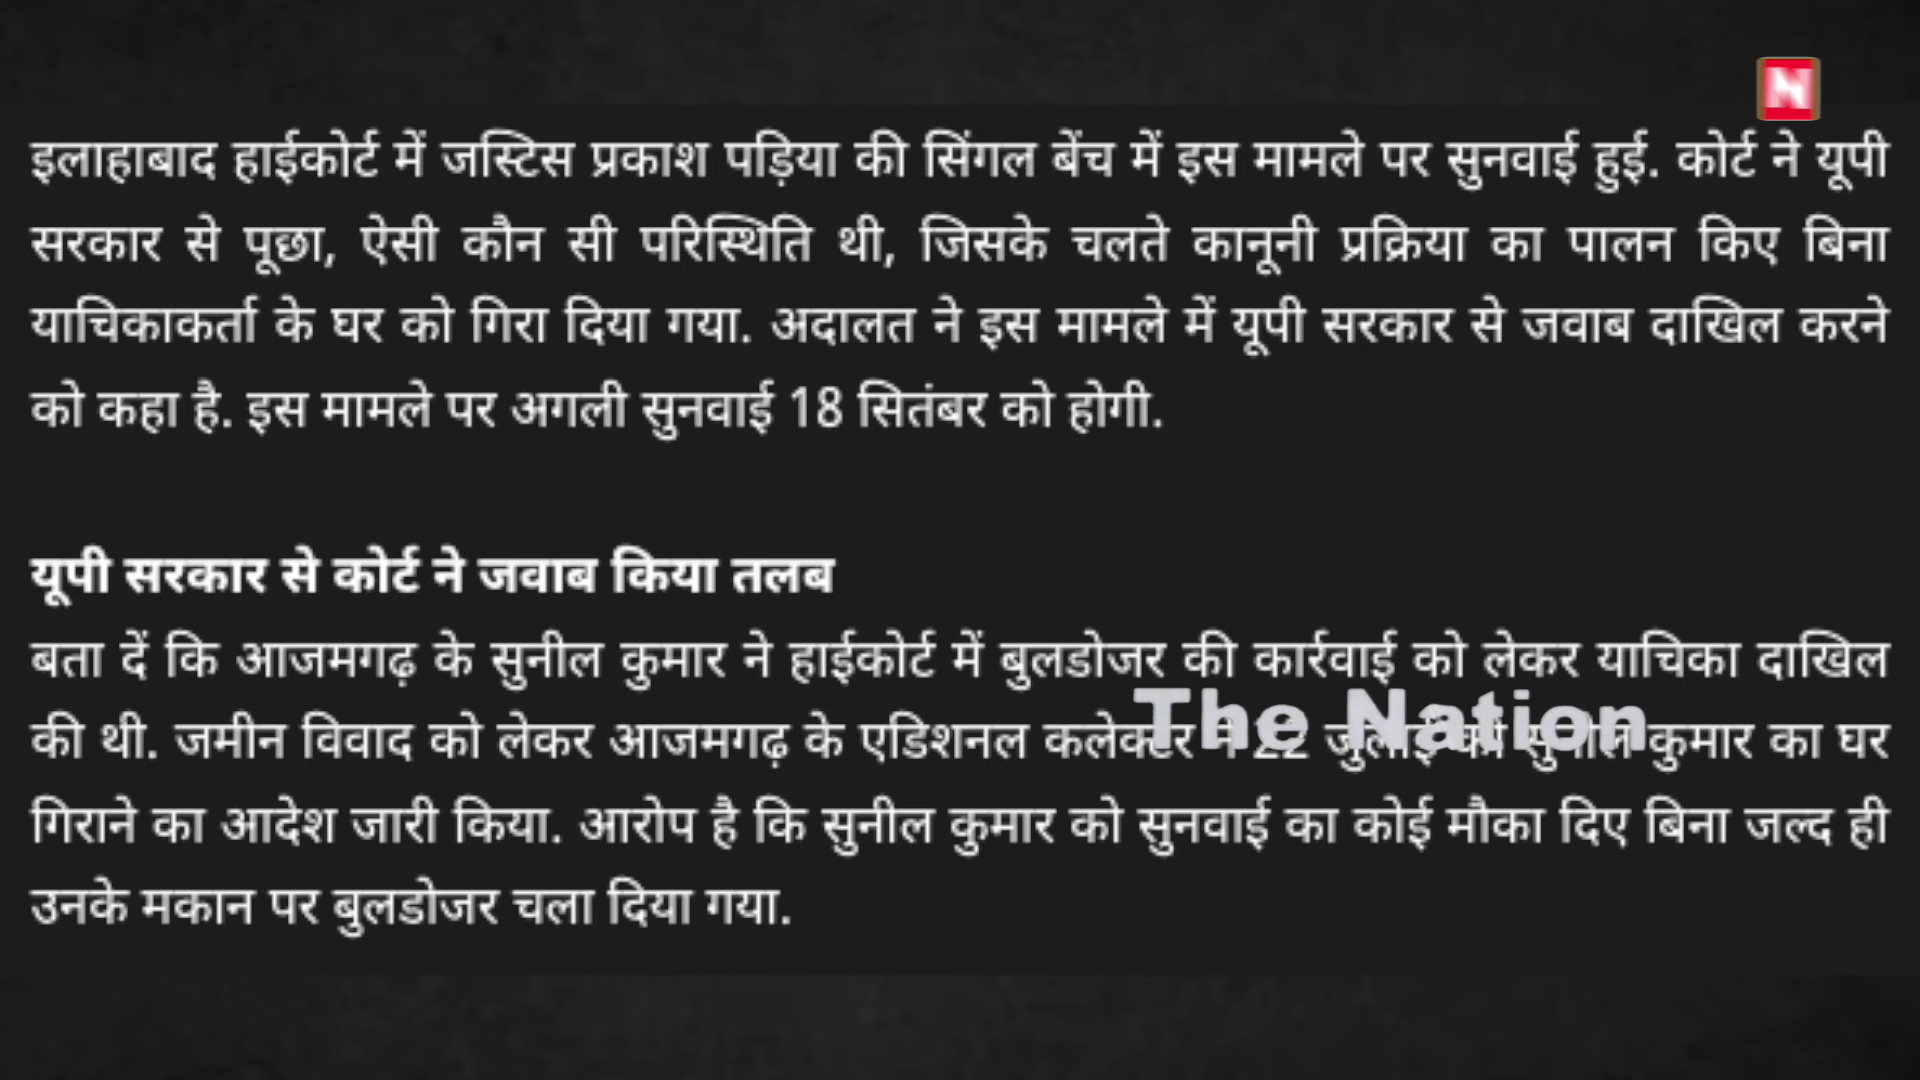 इलाहाबाद हाईकोर्ट में जस्टिस प्रकाश पड़िया की सिंगल बेंच में इस मामले पर सुनवाई हुई. कोर्ट ने यूपी
सरकार से पूछा, ऐसी कौन सी परिस्थिति थी, जिसके चलते कानूनी प्रक्रिया का पालन किए बिना
याचिकाकर्ता के घर को गिरा दिया गया. अदालत ने इस मामले में यूपी सरकार से जवाब दाखिल करने
को कहा है. इस मामले पर अगली सुनवाई 18 सितंबर को होगी.
यूपी सरकार से कोर्ट ने जवाब किया तलब
बता दें कि आजमगढ़ के सुनील कुमार ने हाईकोर्ट में बुलडोजर की कार्रवाई को लेकर याचिका दाखिल
The Nation
की थी. जमीन विवाद को लेकर आजमगढ़ के एडिशनल कलेक्टर ने 22 जुलाई को सुनील कुमार का घर
गिराने का आदेश जारी किया. आरोप है कि सुनील कुमार को सुनवाई का कोई मौका दिए बिना जल्द ही
उनके मकान पर बुलडोजर चला दिया गया.